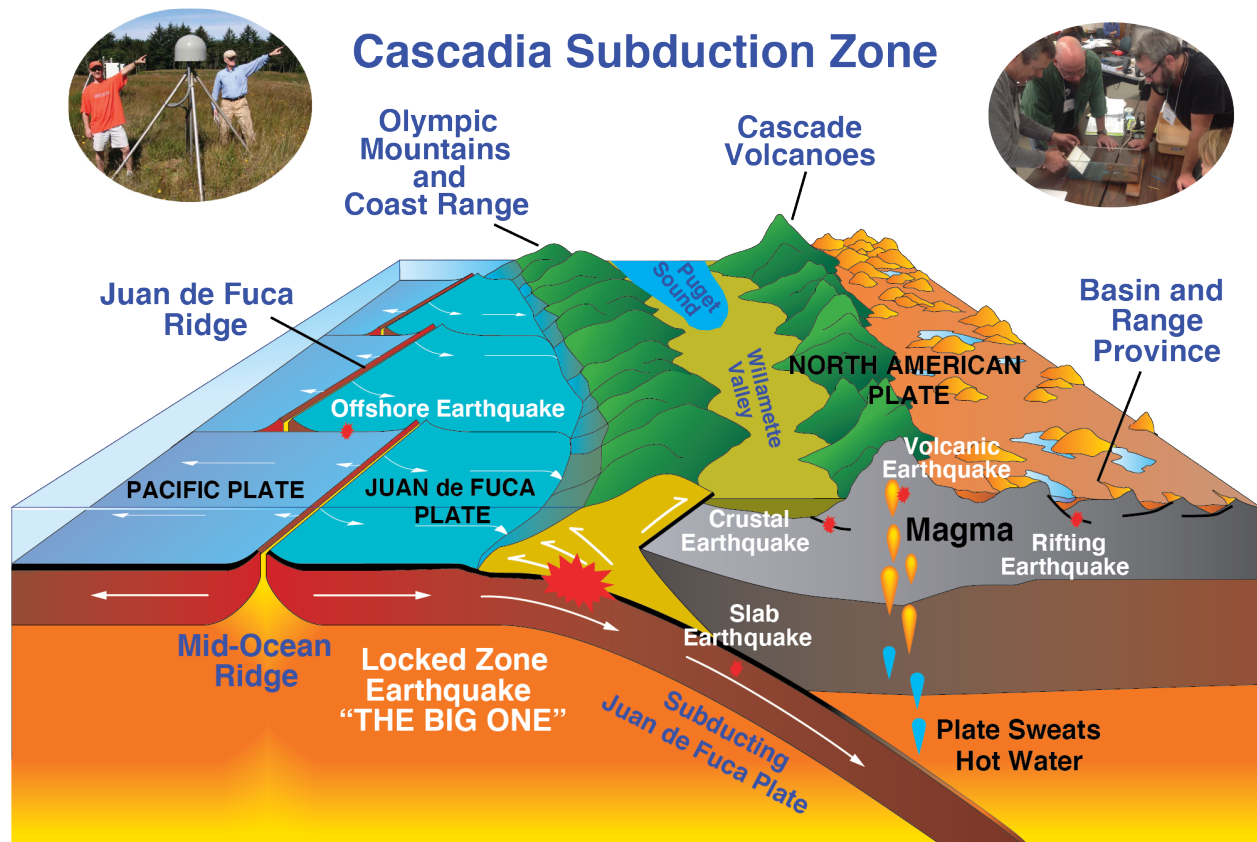 Cascadia Subduction Zone
Olympic
Mountains
and
Coast Range
Cascade
Volcanoes
Juan de Fuca
Ridge
Puget
Sound
Basin and
Range
Province
Willamette
Valley
NORTH AMERICAN
PLATE
Offshore Earthquake
PACIFIC PLATE
JUAN de FUCA
PLATE
Volcanic
Earthquake
Crustal
Earthquake
Magma
Rifting
Earthquake
Slab
Earthquake
Mid-Ocean
Ridge
Locked Zone
Earthquake
“THE BIG ONE”
Subducting
Juan de Fuca Plate
Plate Sweats
Hot Water